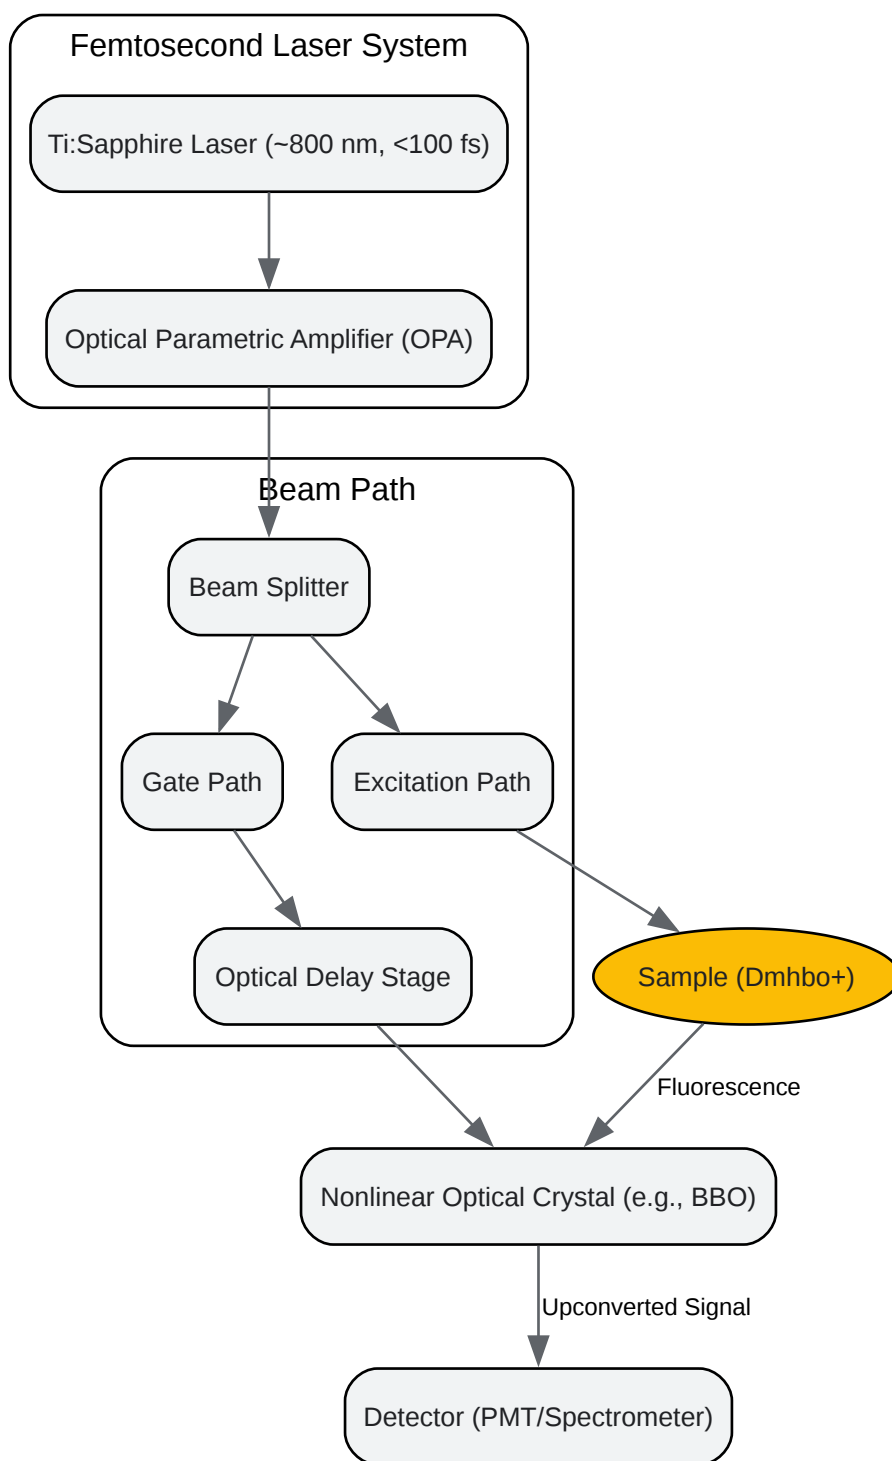 Femtosecond Laser System
Ti:Sapphire Laser (~800 nm, <100 fs)
Optical Parametric Amplifier (OPA)
Beam Path
Beam Splitter
Gate Path
Excitation Path
Optical Delay Stage
Sample (Dmhbo+)
Fluorescence
Nonlinear Optical Crystal (e.g., BBO)
Upconverted Signal
Detector (PMT/Spectrometer)